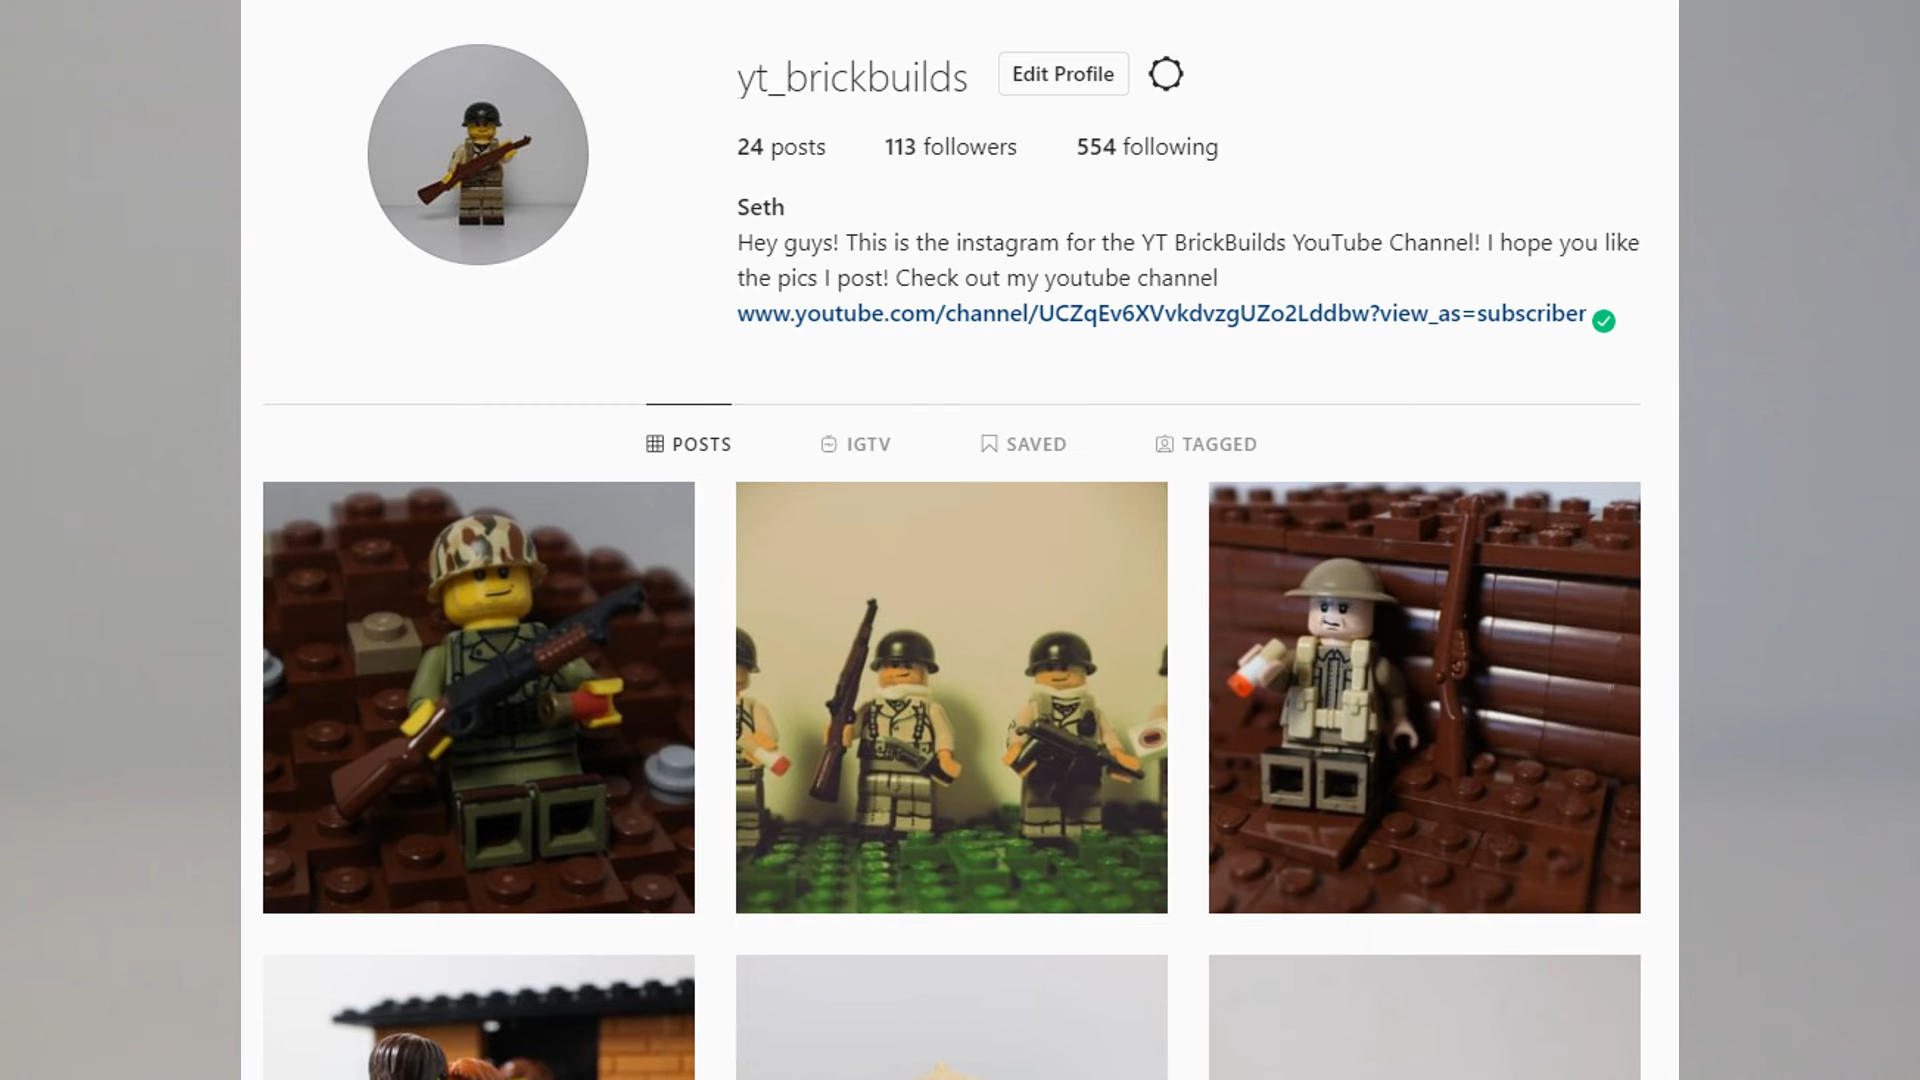 yt_brickbuilds Edit Profile
24 posts 113 followers 554 following
Seth
Hey guys! This is the instagram for the YT BrickBuilds YouTube Channel! I hope you like
the pics I post! Check out my youtube channel
www.youtube.com/channel/UCZqEv6XVvkdvzgUZo2Lddbw?view_as=subscriber
POSTS IGTV SAVED TAGGED